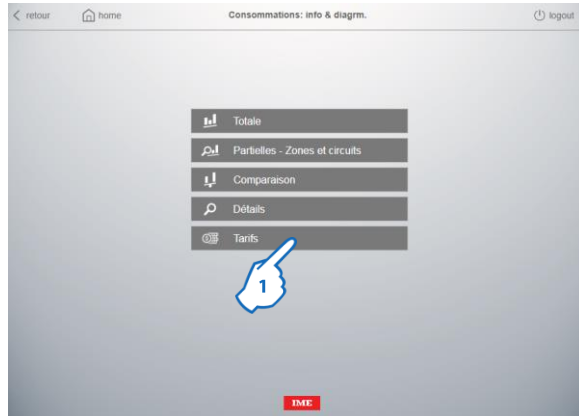 retour home Consommations: info & diagrm. logout
Totale
Partielles - Zones et circuits
Comparaison
Détails
Tarifs
1
IME